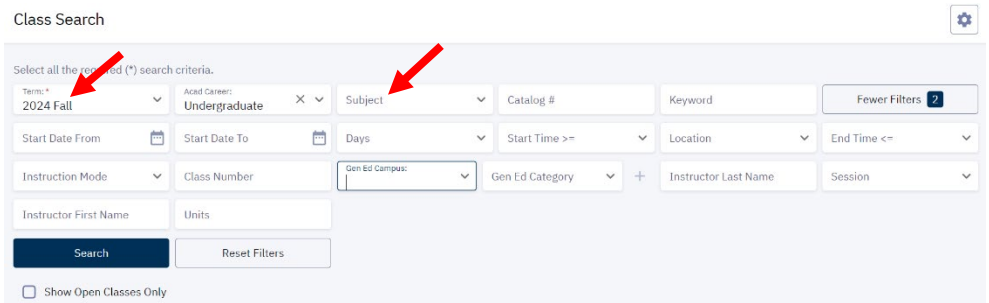 Class Search
Select all the required (*) search criteria.
Term: *
2024 Fall
Acad Career:
Undergraduate
Subject
Catalog #
Keyword
Fewer Filters 2
Start Date From
Start Date To
Days
Start Time >=
Location
End Time <=
Instruction Mode
Class Number
Gen Ed Campus:
Gen Ed Category
Instructor Last Name
Session
Instructor First Name
Units
Search
Reset Filters
Show Open Classes Only